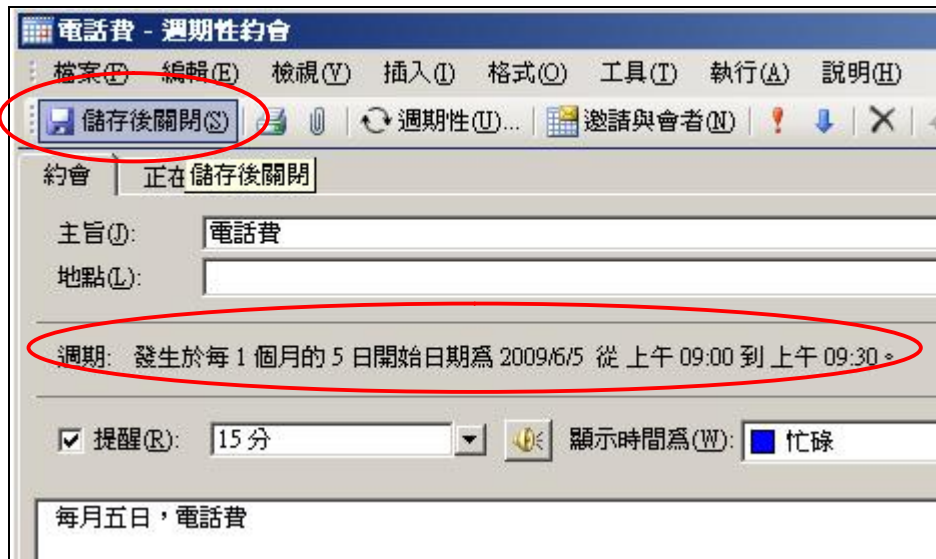 電話費 - 週期性約會
檔案(F) 編輯(E) 檢視(V) 插入(I) 格式(O) 工具(T) 執行(A) 說明(H)
儲存後關閉(S) 週期性(U)... 邀請與會者(N)
約會 正在
儲存後關閉
主旨(J): 電話費
地點(L):
週期: 發生於每 1 個月的 5 日開始日期為 2009/6/5 從 上午 09:00 到 上午 09:30。
提醒(R): 15 分 顯示時間為(W): 忙碌
每月五日,電話費